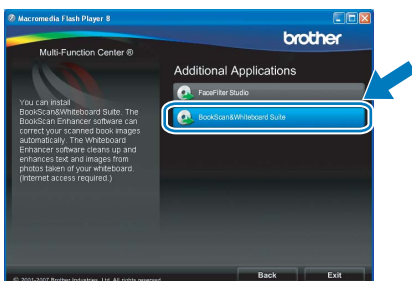 Macromedia Flash Player 8
brother
Multi-Function Center ®
Additional Applications
FaceFilter Studio
BookScan&Whiteboard Suite
You can install
BookScan&Whiteboard Suite. The
BookScan Enhancer software can
correct your scanned book images
automatically. The Whiteboard
Enhancer software cleans up and
enhances text and images from
photos taken of your whiteboard.
(Internet access required.)
Back
Exit
© 2001-2007 Brother Industries, Ltd. All rights reserved.